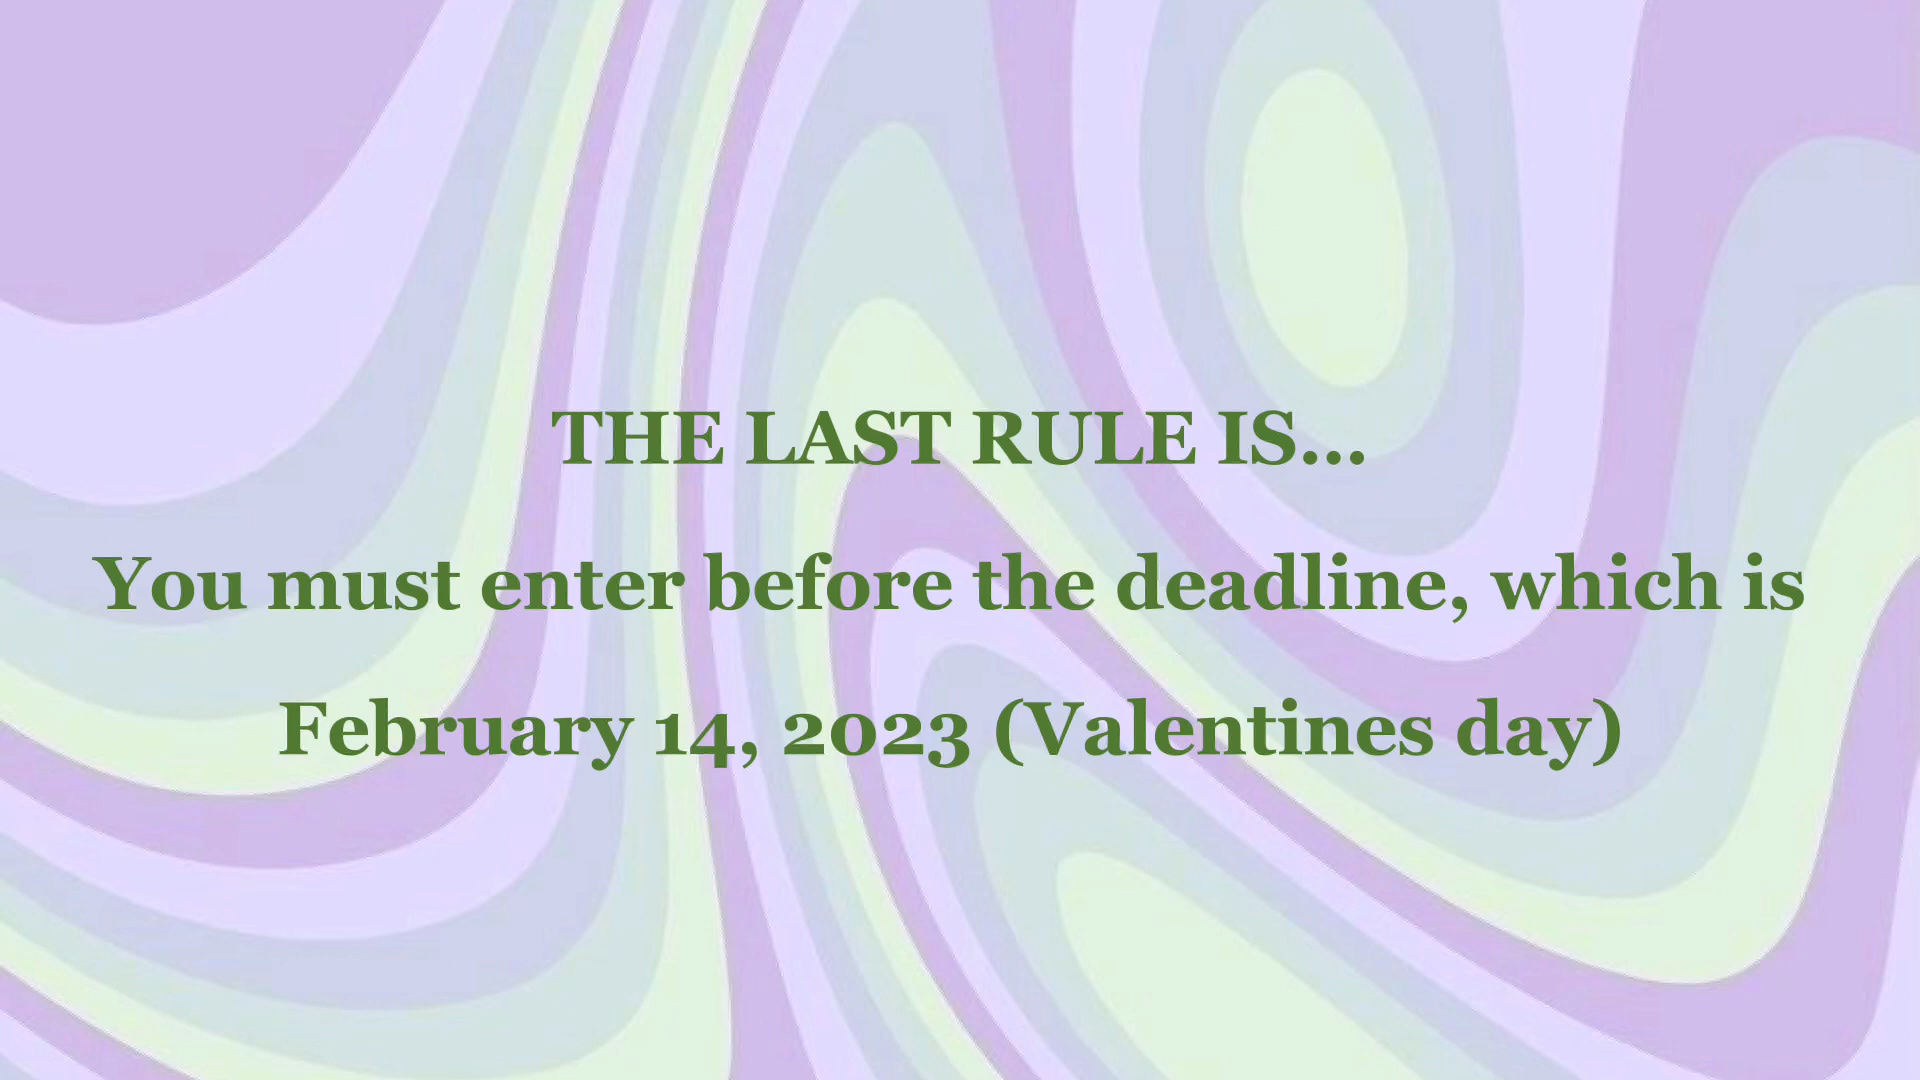 THE LAST RULE IS...
You must enter before the deadline, which is
February 14, 2023 (Valentines day)